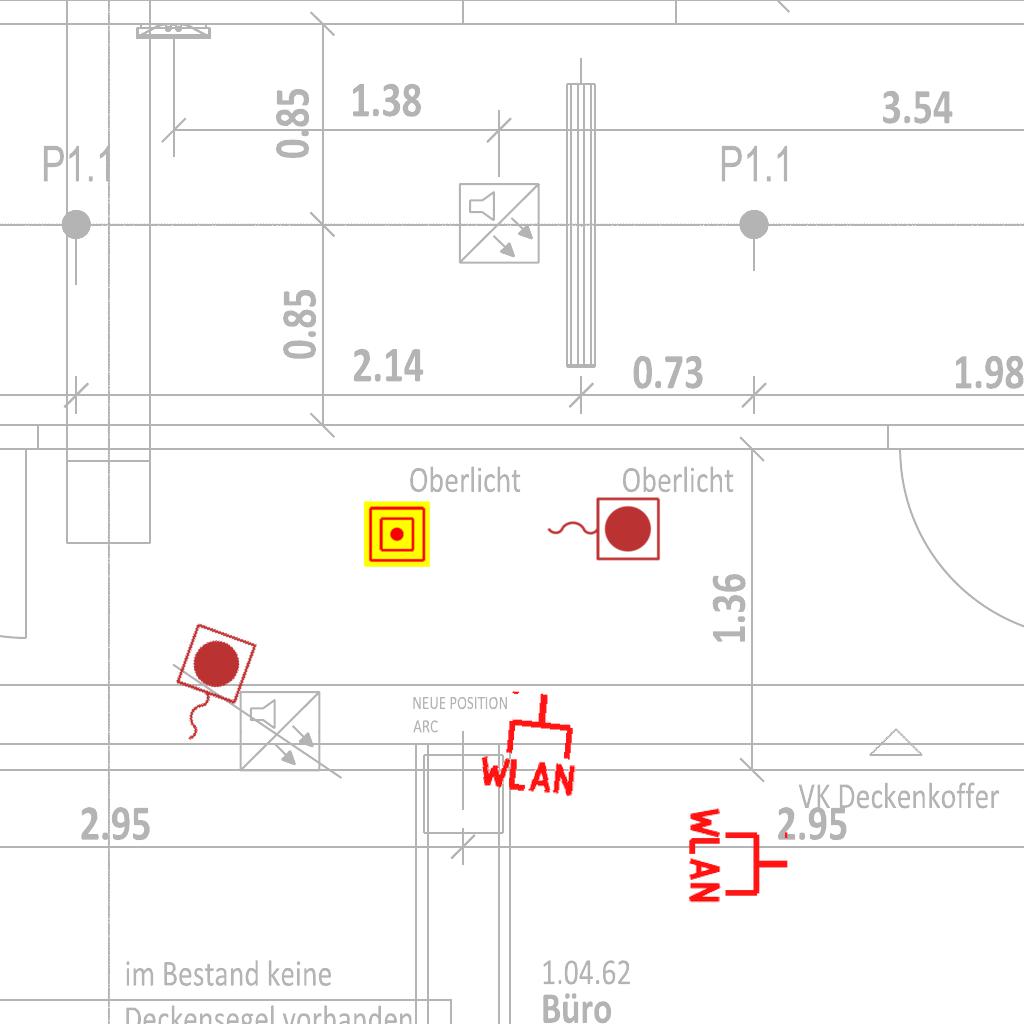 0.85
1.38
3.54
P1.1
P1.1
0.85
2.14
0.73
1.98
Oberlicht
Oberlicht
1.36
NEUE POSITION
ARC
WLAN
VK Deckenkoffer
2.95
2.95
WLAN
im Bestand keine
1.04.62
Deckensegel vorhanden
Büro